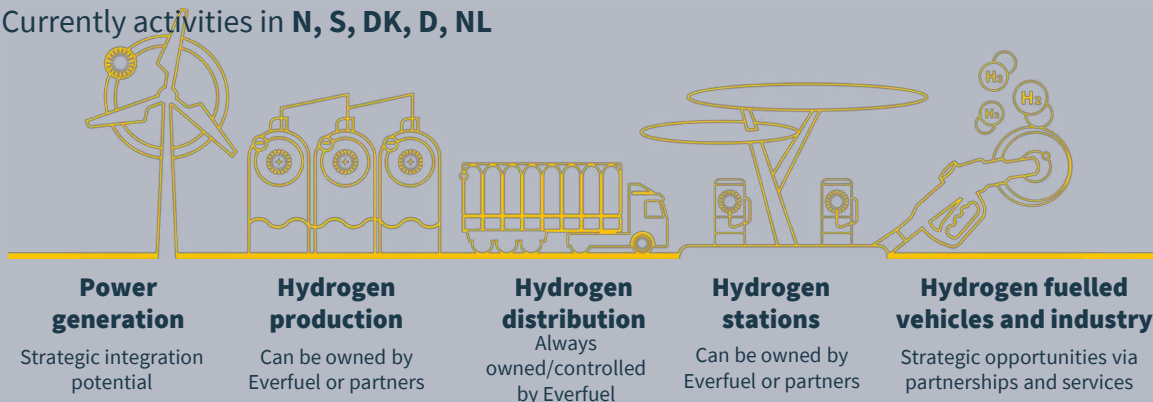 Currently activities in N, S, DK, D, NL
H₂
H₂
H₂
Power
generation
Strategic integration
potential
Hydrogen
production
Can be owned by
Everfuel or partners
Hydrogen
distribution
Always
owned/controlled
by Everfuel
Hydrogen
stations
Can be owned by
Everfuel or partners
Hydrogen fuelled
vehicles and industry
Strategic opportunities via
partnerships and services